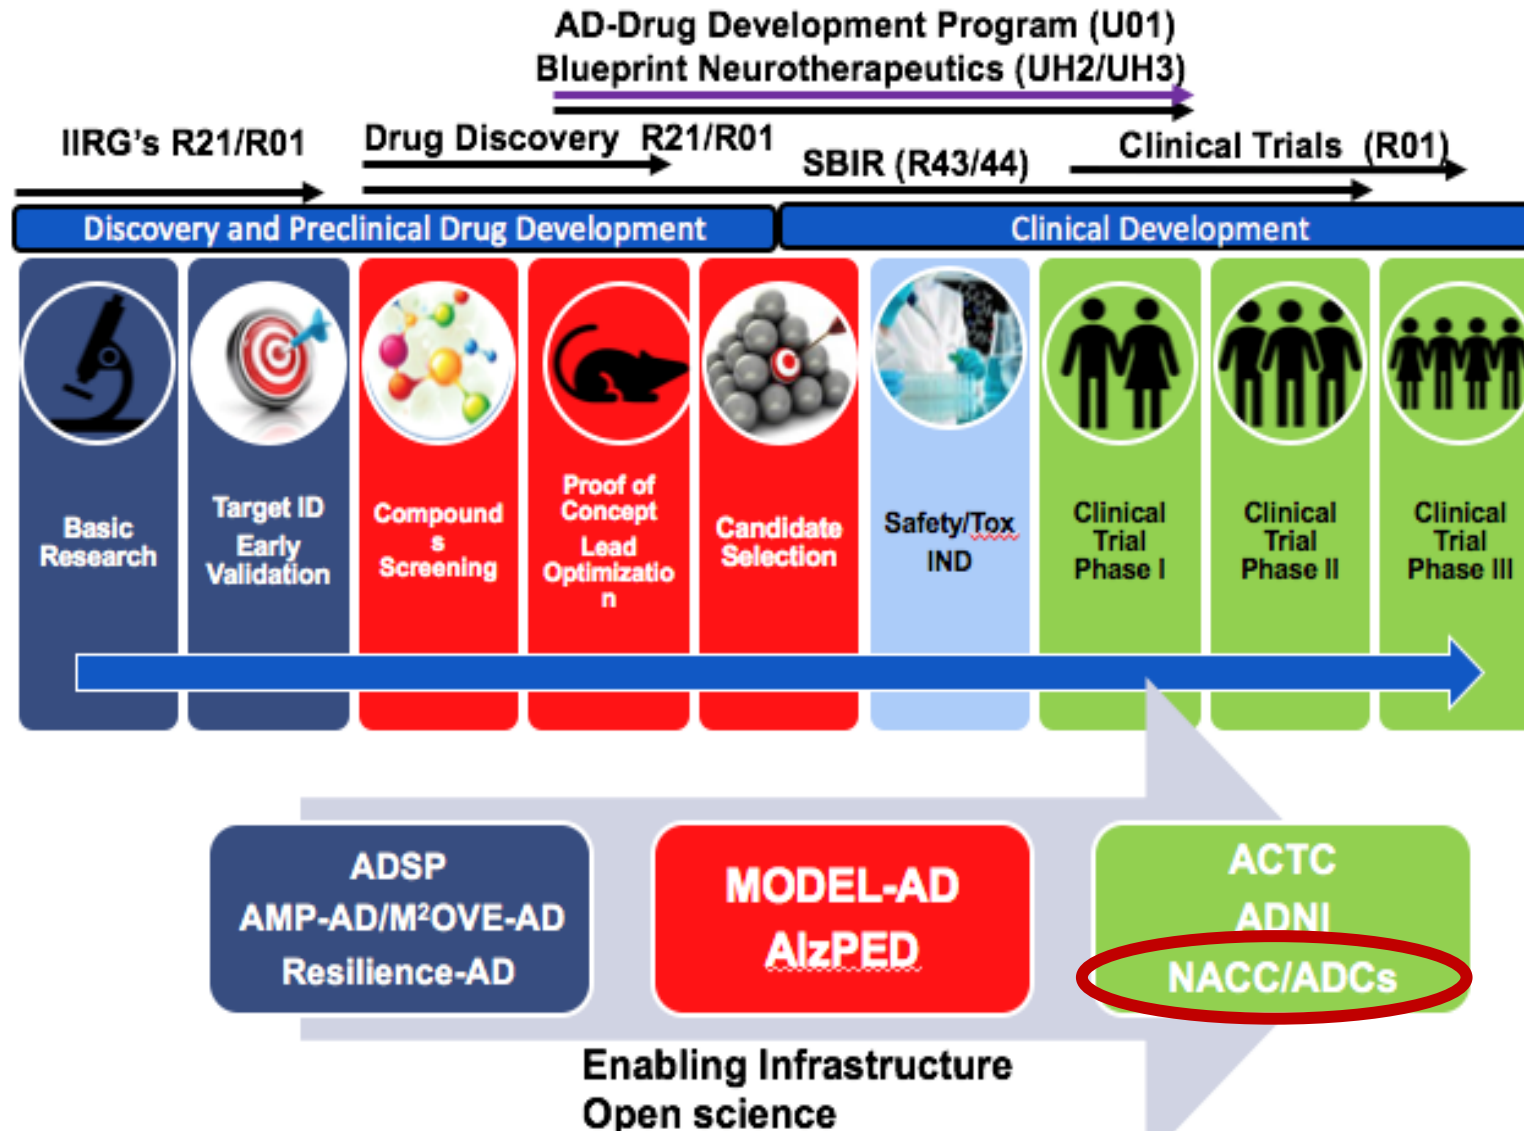 AD-Drug Development Program (U01)
Blueprint Neurotherapeutics (UH2/UH3)
IIRG's R21/R01
Drug Discovery R21/R01
SBIR (R43/44)
Clinical Trials (R01)
Discovery and Preclinical Drug Development
Clinical Development
Basic
Research
Target ID
Early
Validation
Compound
s
Screening
Proof of
Concept
Lead
Optimizatio
n
Candidate
Selection
Safety/Tox
IND
Clinical
Trial
Phase I
Clinical
Trial
Phase II
Clinical
Trial
Phase III
ADSP
AMP-AD/M²OVE-AD
Resilience-AD
MODEL-AD
AlzPED
ACTC
ADNI
NACC/ADCs
Enabling Infrastructure
Open science